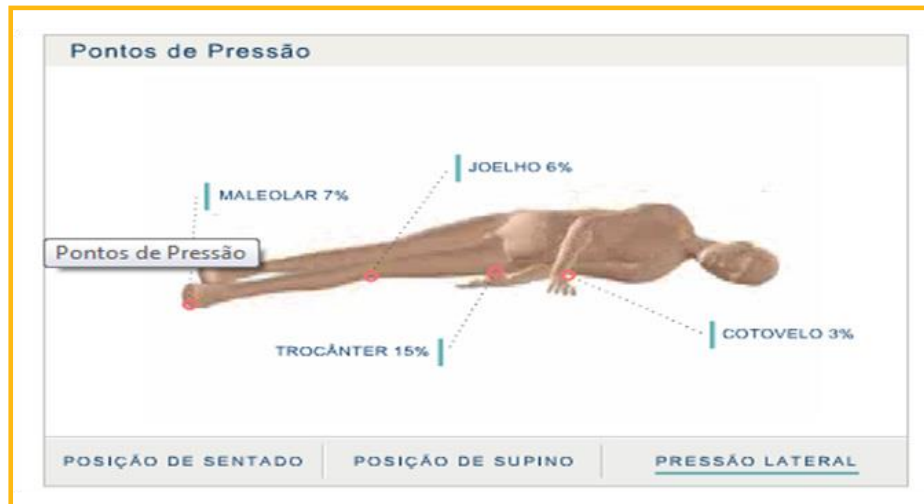 Pontos de Pressão
JOELHO 6%
MALEOLAR 7%
Pontos de Pressão
COTOVELO 3%
TROCÂNTER 15%
POSIÇÃO DE SENTADO
POSIÇÃO DE SUPINO
PRESSÃO LATERAL